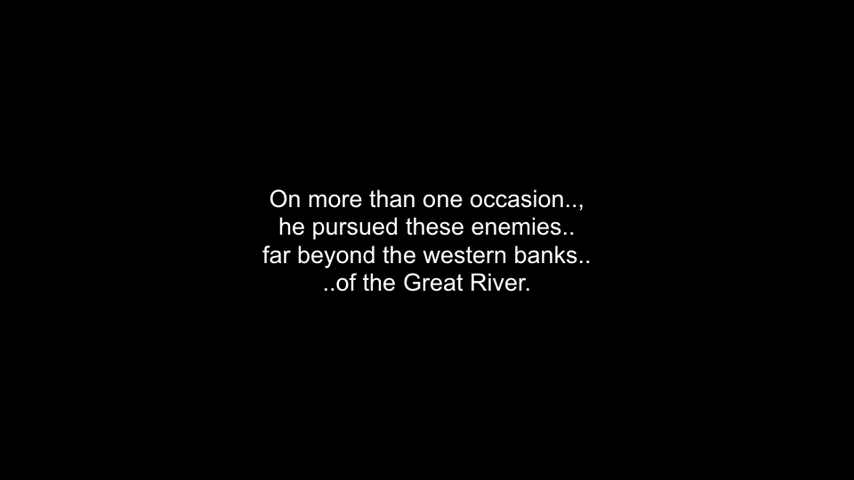 On more than one occasion..,
he pursued these enemies..
far beyond the western banks..
..of the Great River.